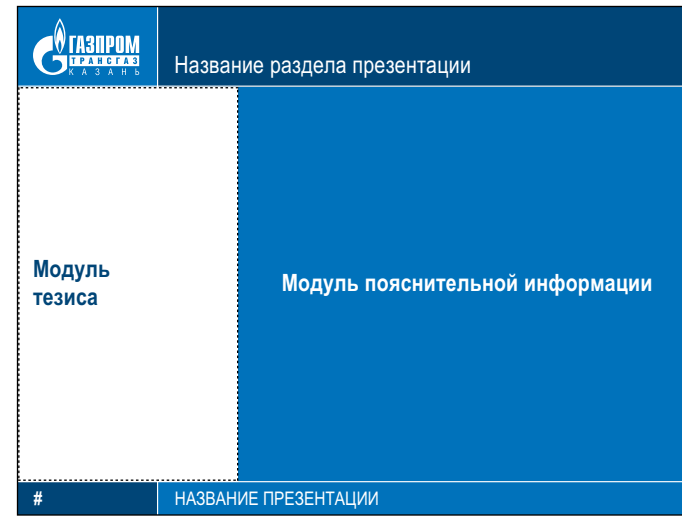 ГАЗПРОМ
ТРАНСГАЗ
КАЗАНЬ
Название раздела презентации
Модуль
тезиса
Модуль пояснительной информации
#
НАЗВАНИЕ ПРЕЗЕНТАЦИИ